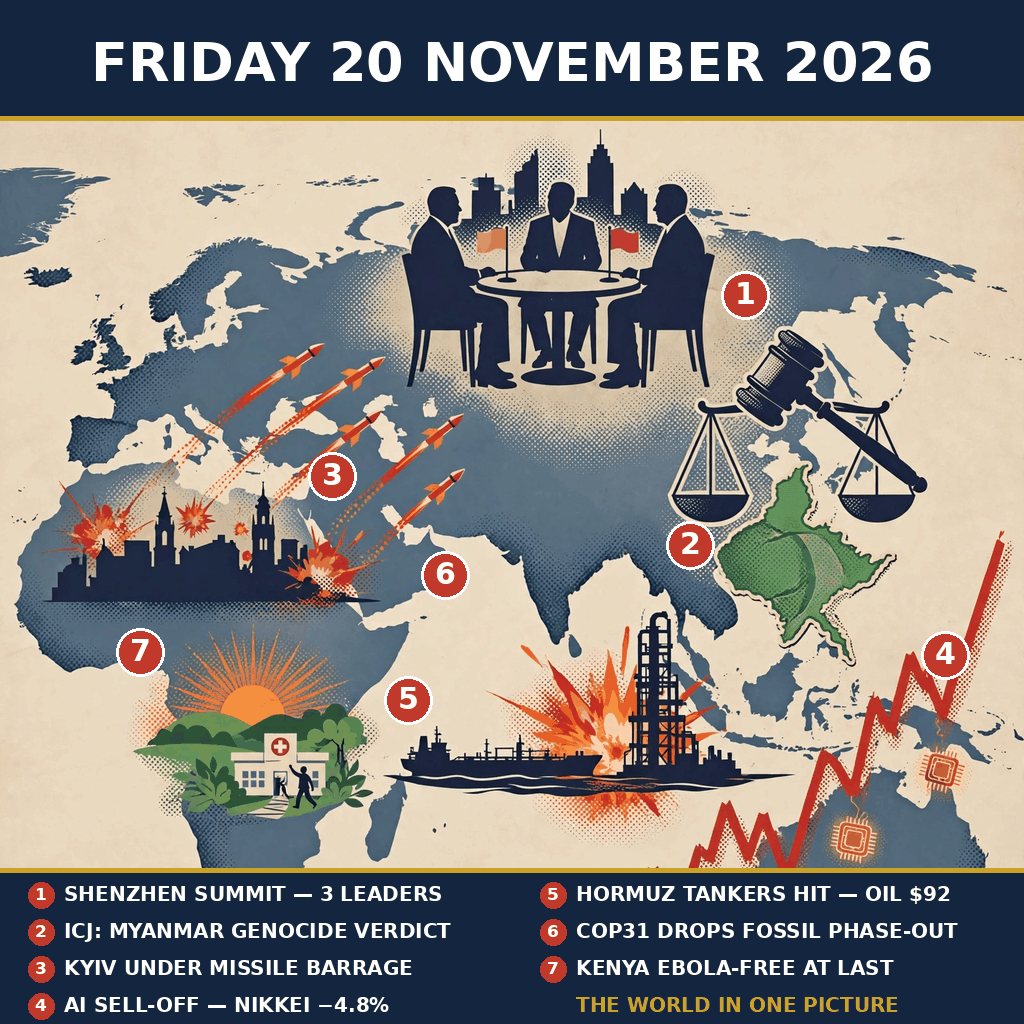 FRIDAY 20 NOVEMBER 2026
1
3
2
6
7
4
5
1 SHENZHEN SUMMIT — 3 LEADERS
2 ICJ: MYANMAR GENOCIDE VERDICT
3 KYIV UNDER MISSILE BARRAGE
4 AI SELL-OFF — NIKKEI −4.8%
5 HORMUZ TANKERS HIT — OIL $92
6 COP31 DROPS FOSSIL PHASE-OUT
7 KENYA EBOLA-FREE AT LAST
THE WORLD IN ONE PICTURE